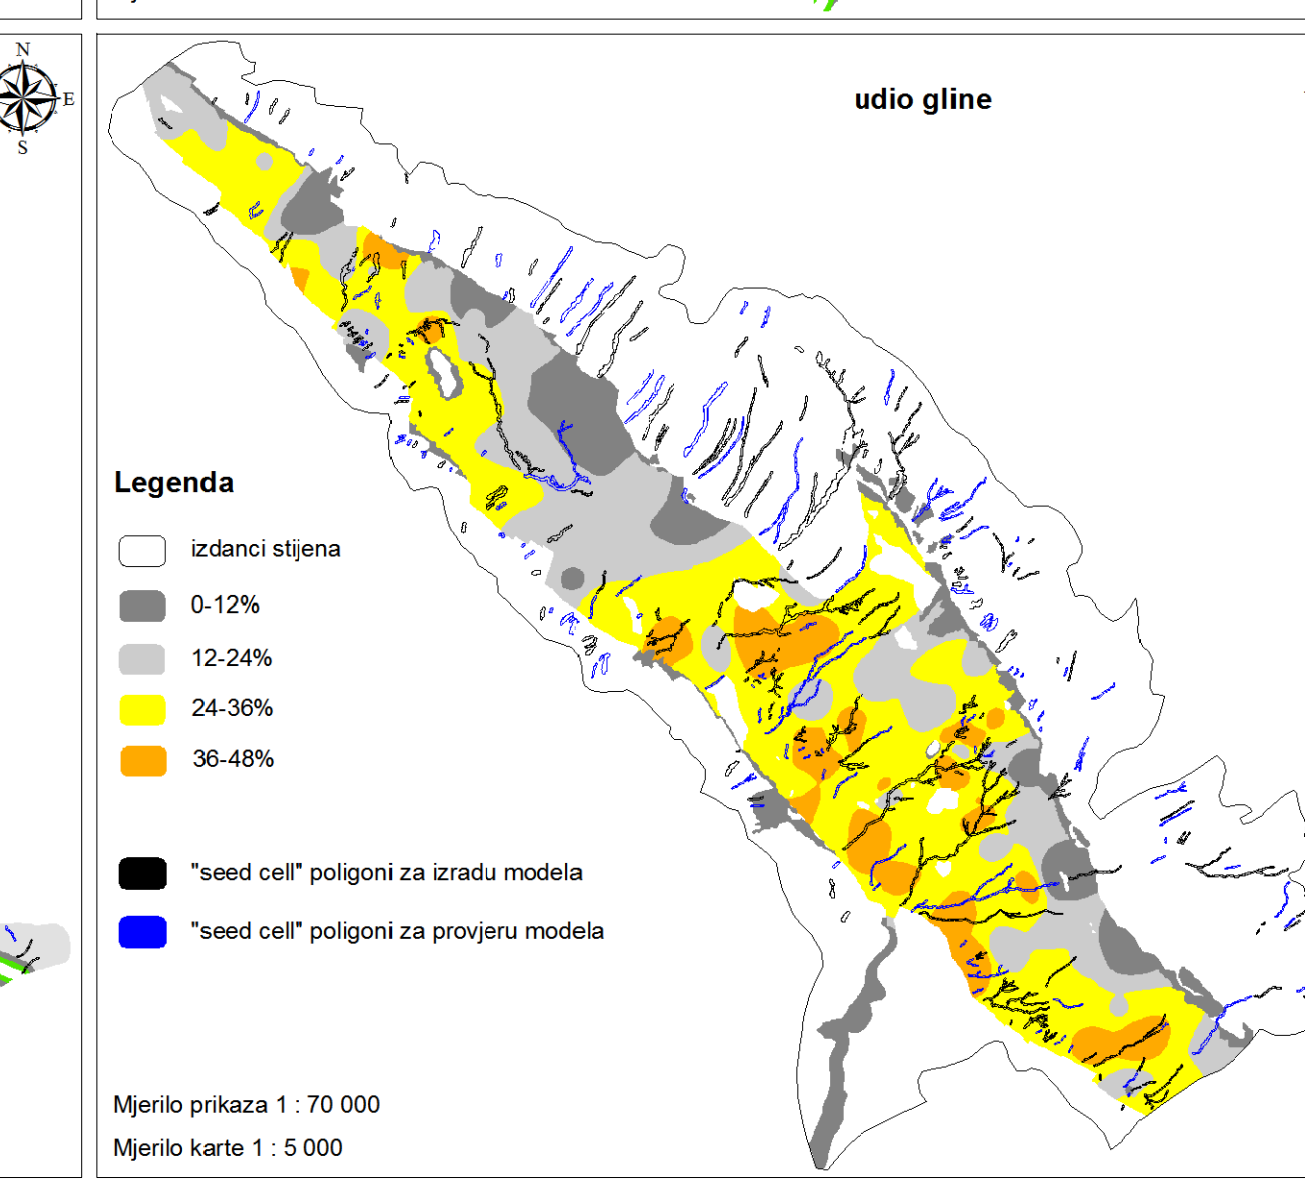 N
E
S
udio gline
Legenda
izdanci stijena
0-12%
12-24%
24-36%
36-48%
"seed cell" poligoni za izradu modela
"seed cell" poligoni za provjeru modela
Mjerilo prikaza 1 : 70 000
Mjerilo karte 1 : 5 000